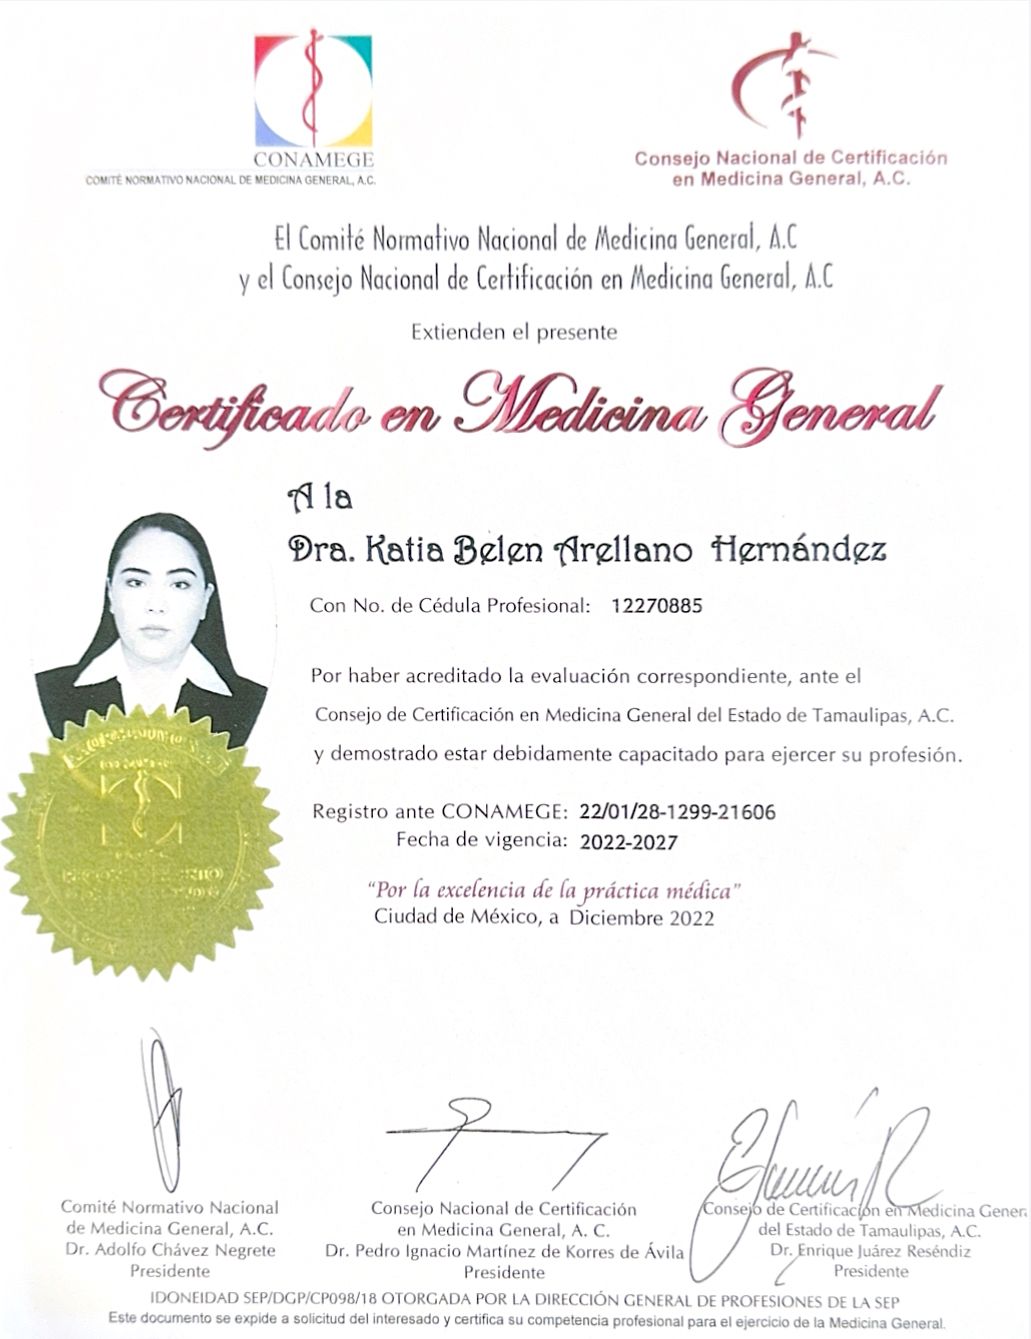 CONAMEGE
COMITÉ NORMATIVO NACIONAL DE MEDICINA GENERAL, A.C.
Consejo Nacional de Certificación
en Medicina General, A.C.
El Comité Normativo Nacional de Medicina General, A.C
y el Consejo Nacional de Certificación en Medicina General, A.C
Extienden el presente
Certificado en Medicina General
A la
Dra. Katia Belen Arellano Hernández
Con No. de Cédula Profesional: 12270885
Por haber acreditado la evaluación correspondiente, ante el
Consejo de Certificación en Medicina General del Estado de Tamaulipas, A.C.
y demostrado estar debidamente capacitado para ejercer su profesión.
Registro ante CONAMEGE: 22/01/28-1299-21606
Fecha de vigencia: 2022-2027
“Por la excelencia de la práctica médica”
Ciudad de México, a Diciembre 2022
Comité Normativo Nacional
de Medicina General, A.C.
Dr. Adolfo Chávez Negrete
Presidente
Consejo Nacional de Certificación
en Medicina General, A. C.
Dr. Pedro Ignacio Martínez de Korres de Ávila
Presidente
Consejo de Certificación en Medicina Gener
del Estado de Tamaulipas, A.C.
Dr. Enrique Juárez Reséndiz
Presidente
IDONEIDAD SEP/DGP/CP098/18 OTORGADA POR LA DIRECCIÓN GENERAL DE PROFESIONES DE LA SEP
Este documento se expide a solicitud del interesado y certifica su competencia profesional para el ejercicio de la Medicina General.